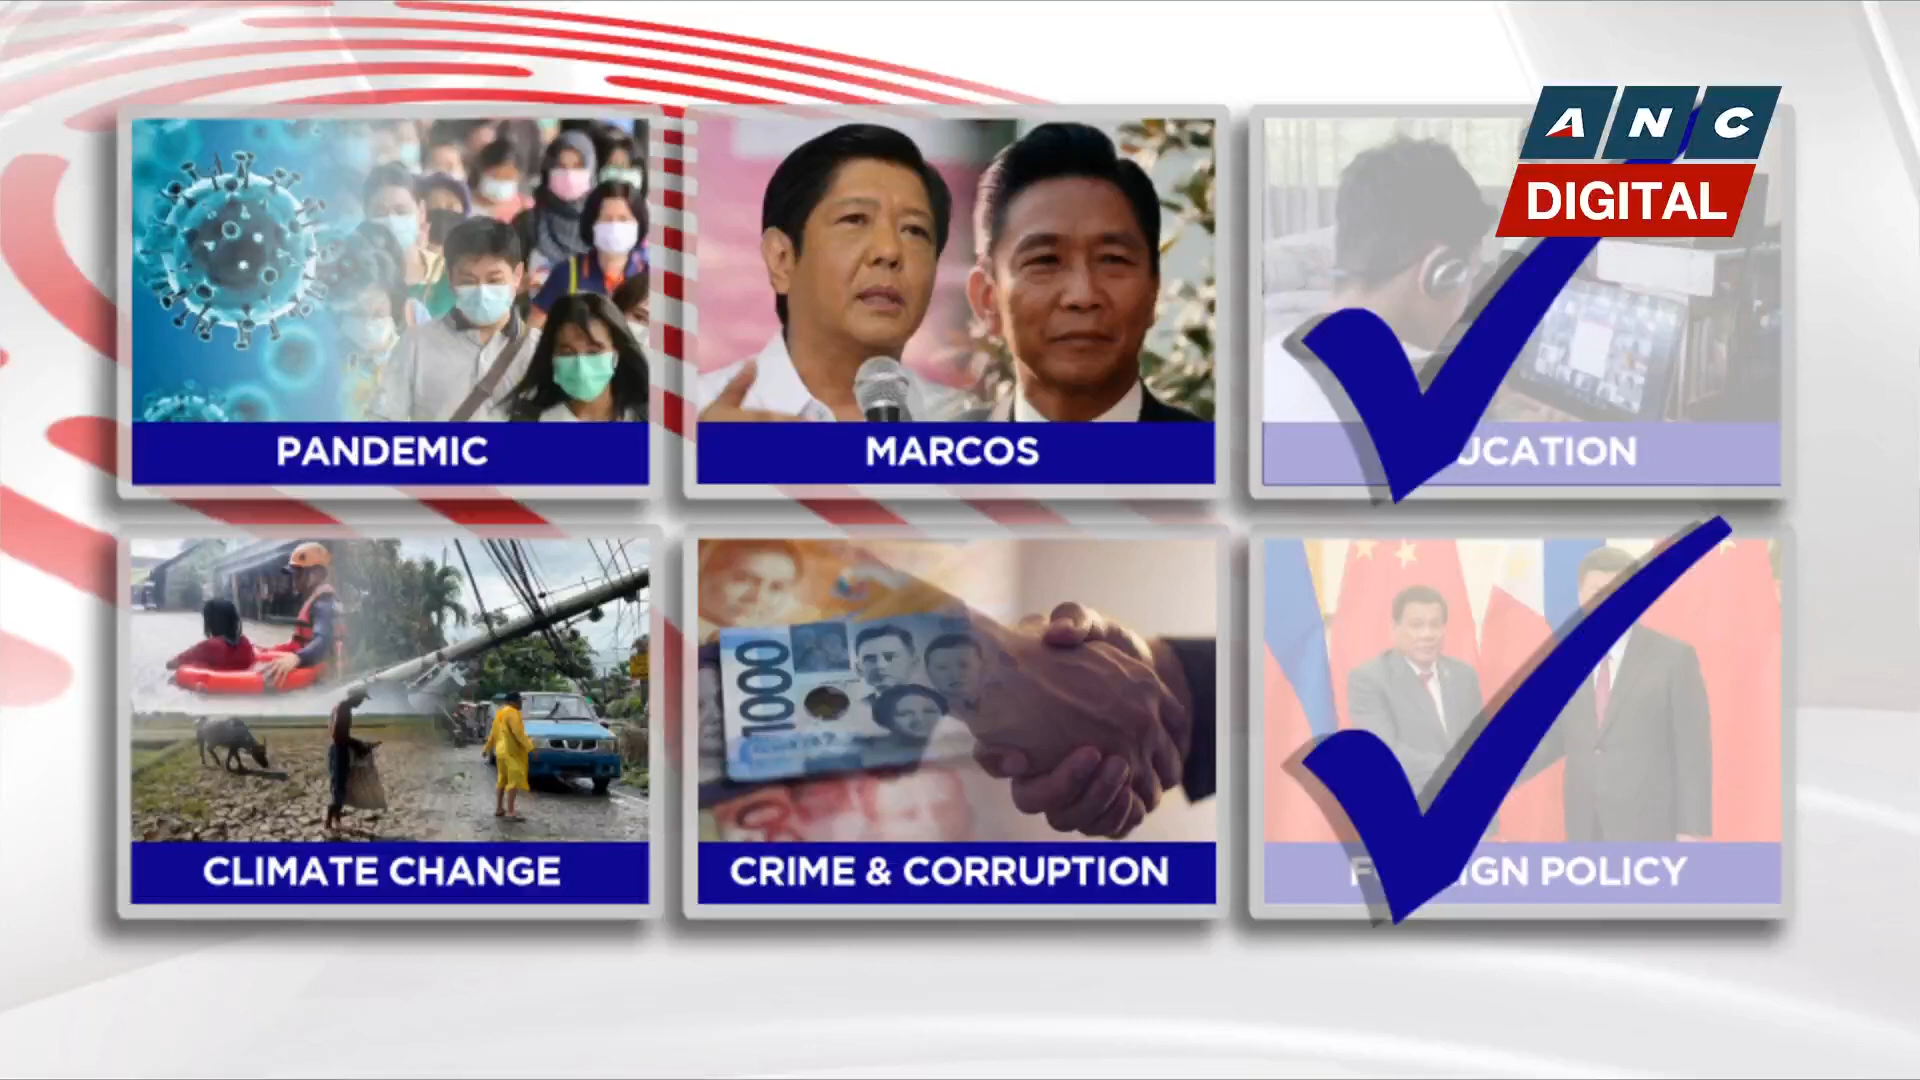 ANC
DIGITAL
PANDEMIC
MARCOS
UCATION
CLIMATE CHANGE
1000
CRIME & CORRUPTION
F IGN POLICY